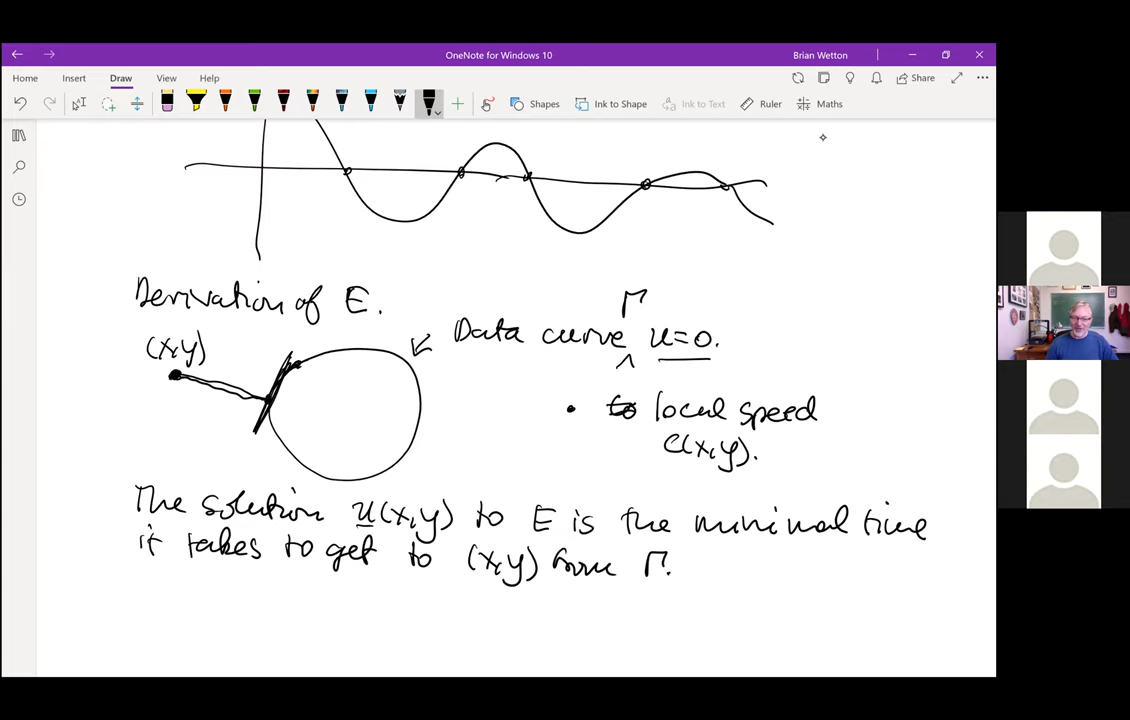 OneNote for Windows 10
Brian Wetton
Home Insert Draw View Help
Share
Shapes Ink to Shape Ink to Text Ruler Maths
Derivation of E.
(x,y)
Γ
Data curve ^ u=0.
• local speed
c(x,y).
The solution u(x,y) to E is the minimal time
it takes to get to (x,y) from Γ.